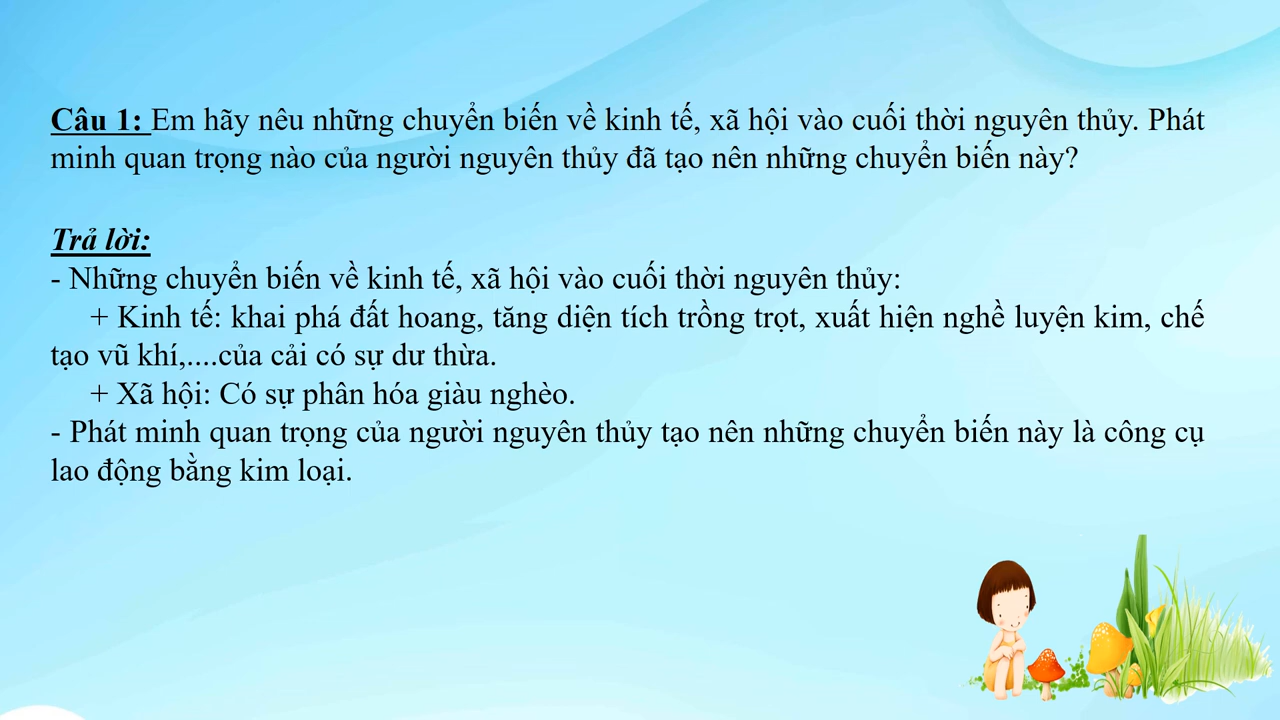 Câu 1: Em hãy nêu những chuyển biến về kinh tế, xã hội vào cuối thời nguyên thủy. Phát
minh quan trọng nào của người nguyên thủy đã tạo nên những chuyển biến này?
Trả lời:
- Những chuyển biến về kinh tế, xã hội vào cuối thời nguyên thủy:
+ Kinh tế: khai phá đất hoang, tăng diện tích trồng trọt, xuất hiện nghề luyện kim, chế
tạo vũ khí,....của cải có sự dư thừa.
+ Xã hội: Có sự phân hóa giàu nghèo.
- Phát minh quan trọng của người nguyên thủy tạo nên những chuyển biến này là công cụ
lao động bằng kim loại.